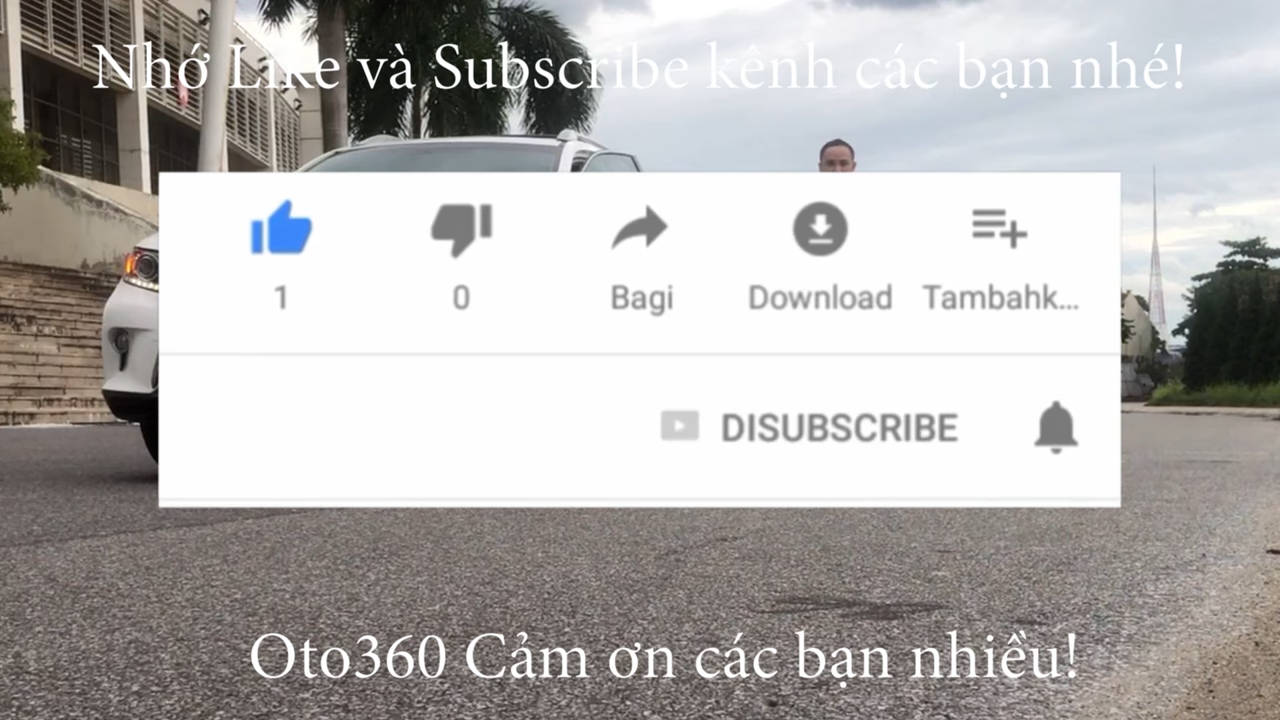 Nhớ Like và Subscribe kênh các bạn nhé!
1 0 Bagi Download Tambahk...
DISUBSCRIBE
Oto360 Cảm ơn các bạn nhiều!